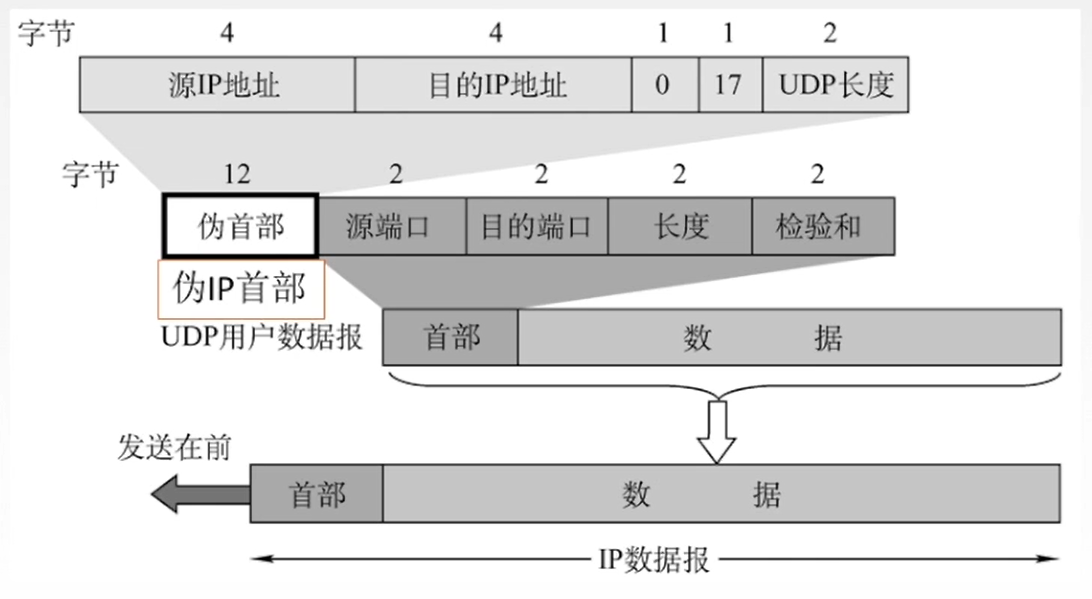 字节 4 4 1 1 2
源IP地址 目的IP地址 0 17 UDP长度
字节 12 2 2 2 2
伪首部 源端口 目的端口 长度 检验和
伪IP首部
UDP用户数据报 首部 数 据
发送在前
首部 数 据
IP数据报